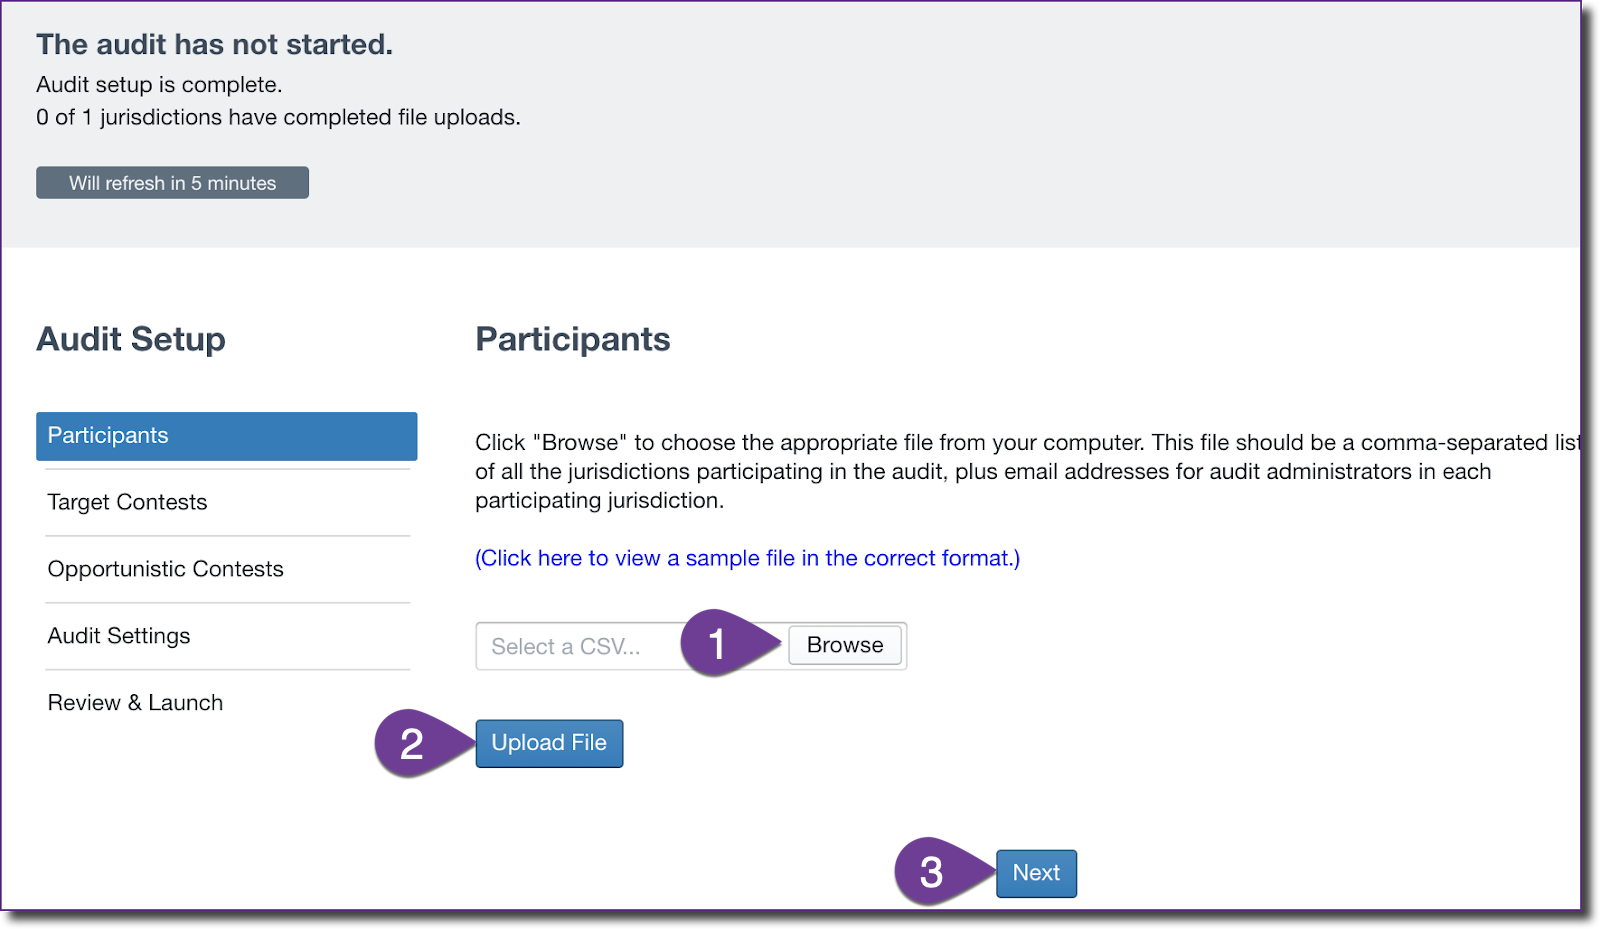 The audit has not started.
Audit setup is complete.
0 of 1 jurisdictions have completed file uploads.
Will refresh in 5 minutes
Audit Setup
Participants
Target Contests
Opportunistic Contests
Audit Settings
Review & Launch
Participants
Click "Browse" to choose the appropriate file from your computer. This file should be a comma-separated list
of all the jurisdictions participating in the audit, plus email addresses for audit administrators in each
participating jurisdiction.
(Click here to view a sample file in the correct format.)
Select a CSV...
1
Browse
2
Upload File
3
Next